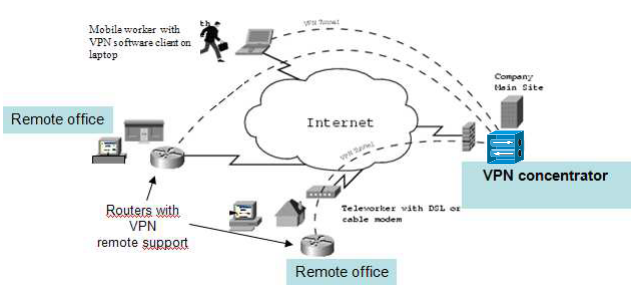 Mobile worker with
VPN software client on
laptop
th
VPN Tunnel
Company
Main Site
Remote office
Internet
VPN Tunnel
VPN concentrator
Routers with
VPN
remote support
Teleworker with DSL or
cable modem
Remote office